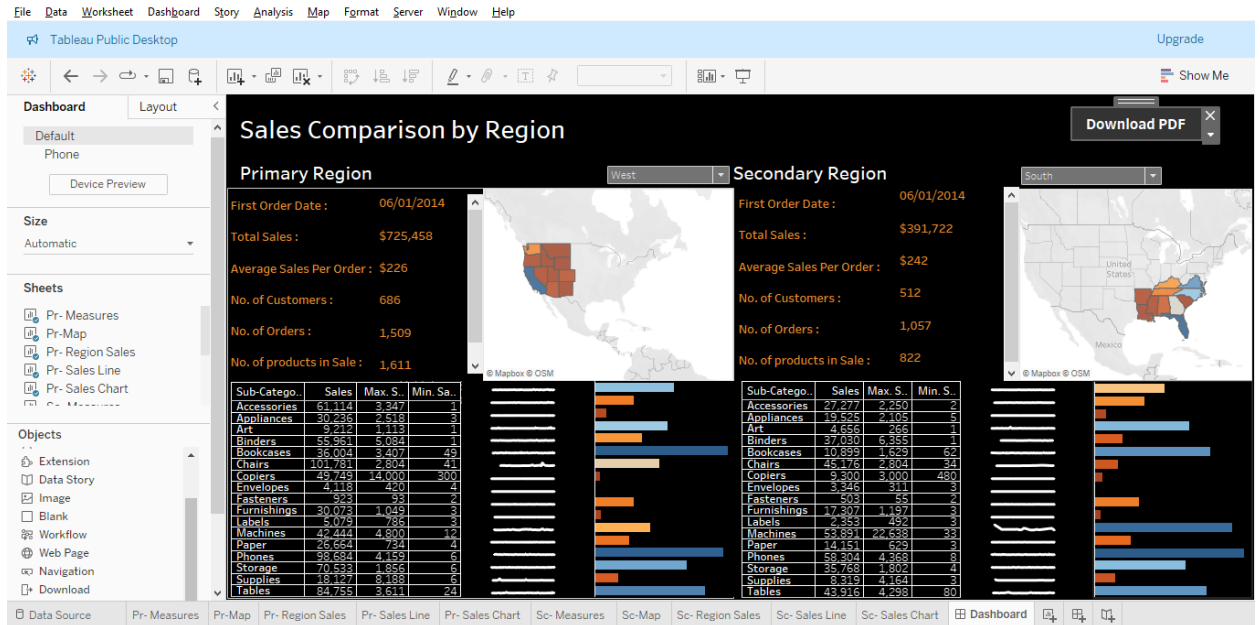 File Data Worksheet Dashboard Story Analysis Map Format Server Window Help
Tableau Public Desktop Upgrade
Show Me
Dashboard Layout
Default
Phone
Device Preview
Size
Automatic
Sheets
Pr- Measures
Pr-Map
Pr- Region Sales
Pr- Sales Line
Pr- Sales Chart
Objects
Extension
Data Story
Image
Blank
Workflow
Web Page
Navigation
Download
Sales Comparison by Region
Download PDF
Primary Region West
First Order Date : 06/01/2014
Total Sales : $725,458
Average Sales Per Order : $226
No. of Customers : 686
No. of Orders : 1,509
No. of products in Sale : 1,611
© Mapbox © OSM
Sub-Catego.. Sales Max. S.. Min. Sa..
Accessories 61,114 3,347 1
Appliances 30,236 2,518 3
Art 9,212 1,113 1
Binders 55,961 5,084 1
Bookcases 36,004 3,407 49
Chairs 101,781 2,804 41
Copiers 49,749 14,000 300
Envelopes 4,118 420 4
Fasteners 923 93 2
Furnishings 30,073 1,049 3
Labels 5,079 786 3
Machines 42,444 4,800 12
Paper 26,664 734 4
Phones 98,684 4,159 6
Storage 70,533 1,856 6
Supplies 18,127 8,188 6
Tables 84,755 3,611 24
Secondary Region South
First Order Date : 06/01/2014
Total Sales : $391,722
Average Sales Per Order : $242
No. of Customers : 512
No. of Orders : 1,057
No. of products in Sale : 822
United
States
Mexico
© Mapbox © OSM
Sub-Catego.. Sales Max. S.. Min. S..
Accessories 27,277 2,250 2
Appliances 19,525 2,105 5
Art 4,656 266 1
Binders 37,030 6,355 1
Bookcases 10,899 1,629 62
Chairs 45,176 2,804 34
Copiers 9,300 3,000 480
Envelopes 3,346 311 3
Fasteners 503 55 2
Furnishings 17,307 1,197 3
Labels 2,353 492 3
Machines 53,891 22,638 33
Paper 14,151 629 3
Phones 58,304 4,368 8
Storage 35,768 1,802 4
Supplies 8,319 4,164 3
Tables 43,916 4,298 80
Data Source Pr- Measures Pr-Map Pr- Region Sales Pr- Sales Line Pr- Sales Chart Sc- Measures Sc-Map Sc- Region Sales Sc- Sales Line Sc- Sales Chart Dashboard